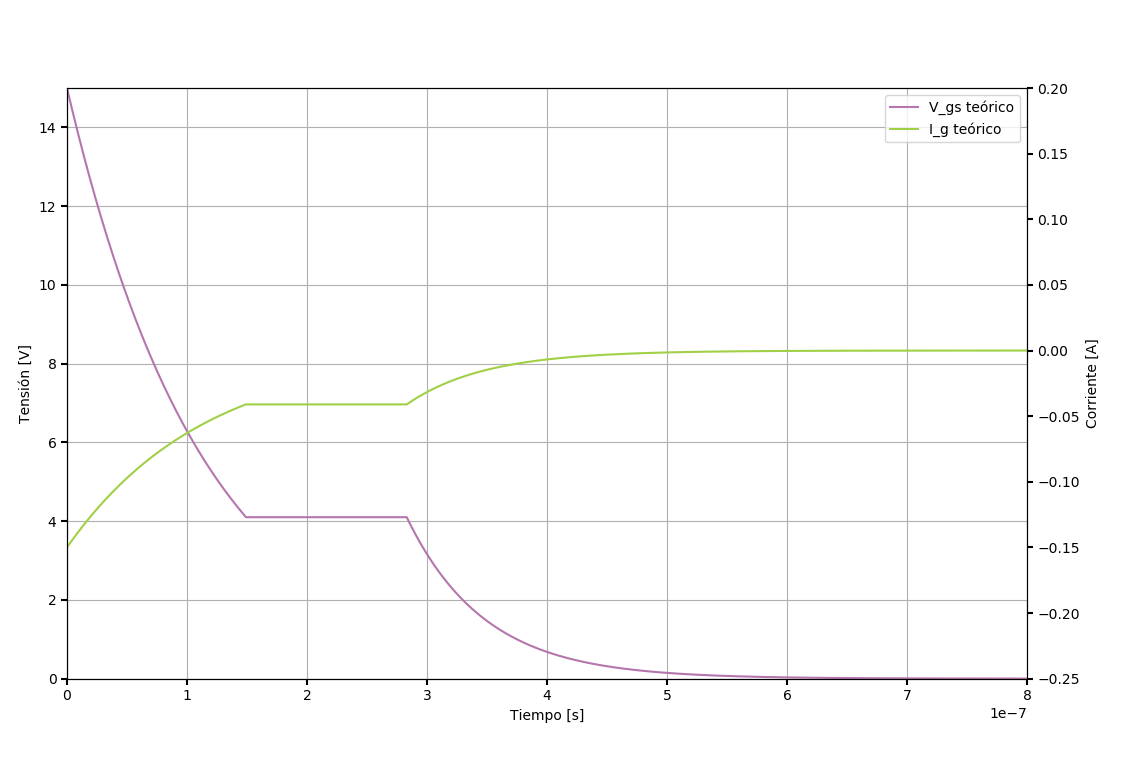 V_gs teórico
I_g teórico
Tensión [V]
14
12
10
8
6
4
2
0
0.20
0.15
0.10
0.05
0.00
−0.05
−0.10
−0.15
−0.20
−0.25
Corriente [A]
0 1 2 3 4 5 6 7 8
Tiempo [s]
1e−7